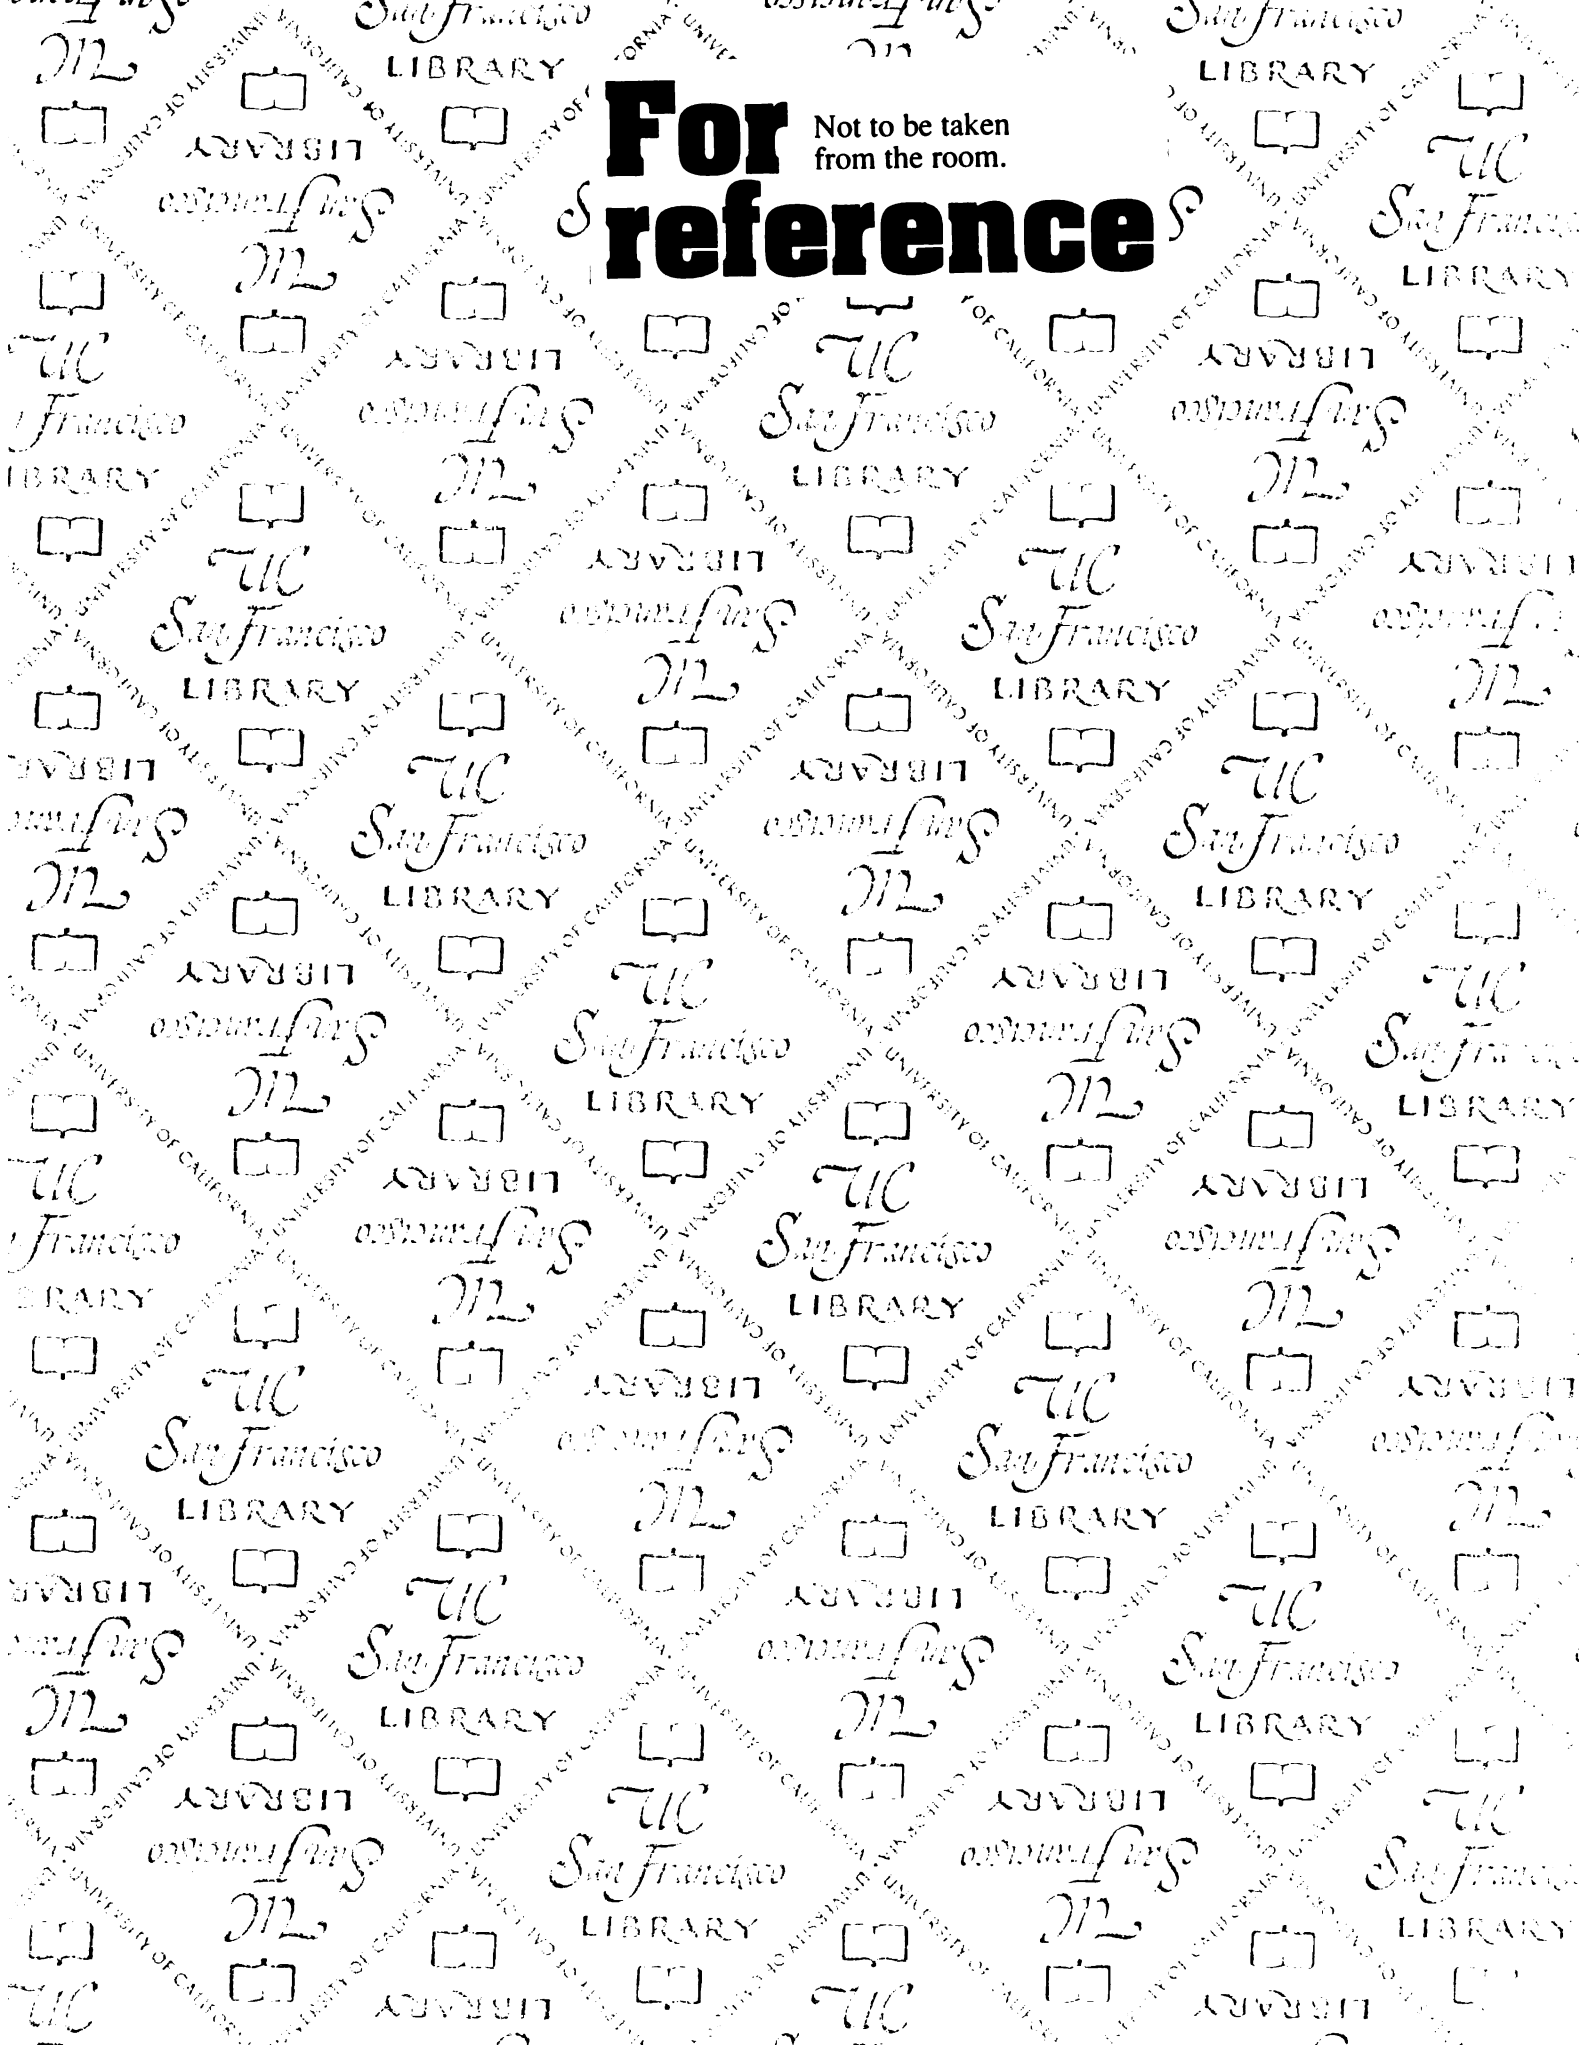 For
Not to be taken
from the room.
reference
UC
San Francisco
LIBRARY
UNIVERSITY OF CALIFORNIA